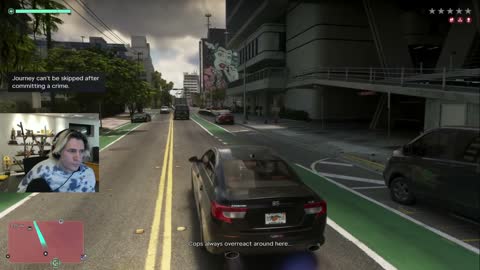 Journey can't be skipped after
committing a crime.
Cops always overreact around here...